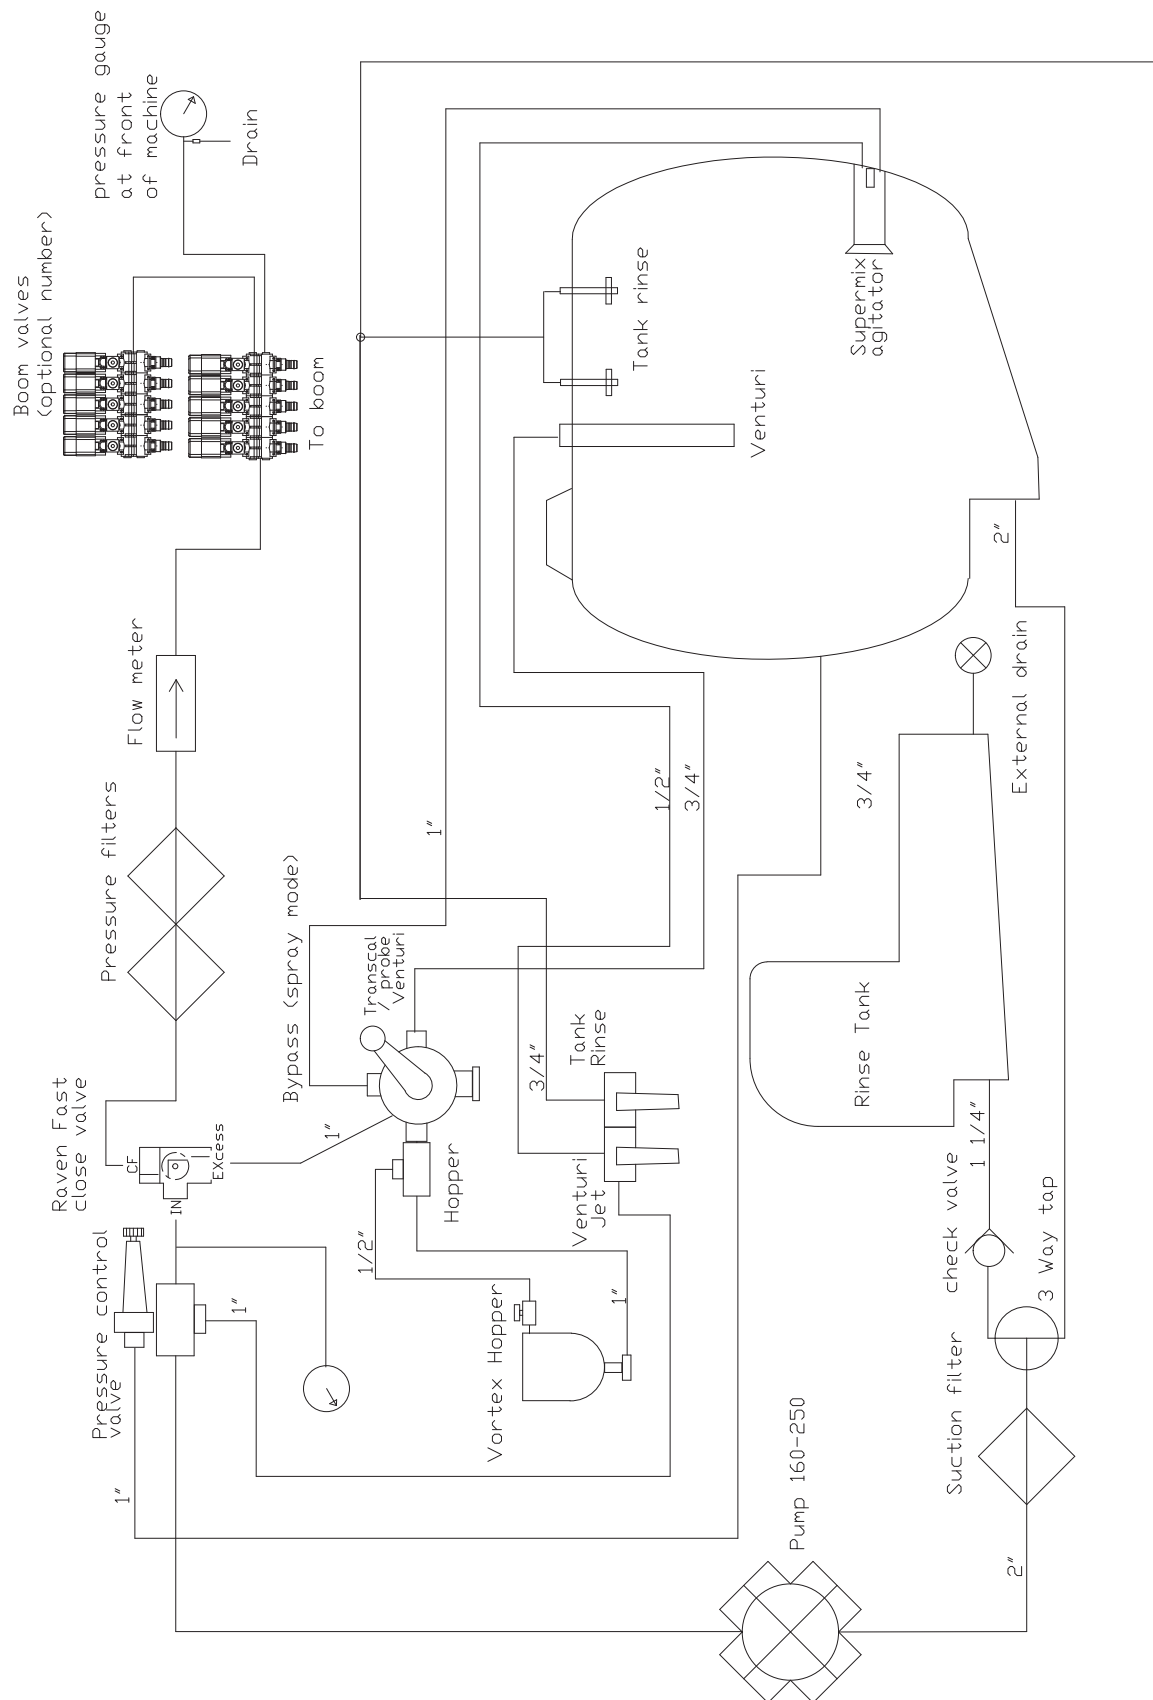 Boom valves
(optional number)
pressure gauge
at front
of machine
Drain
To boom
Flow meter
Pressure filters
Raven Fast
close valve
CF
IN
EXcess
Pressure control
valve
1"
1"
Bypass (spray mode)
1"
1"
Transcal
/ probe
Venturi
Hopper
1/2"
Vortex Hopper
1"
3/4"
Tank
Rinse
Venturi
Jet
1/2"
3/4"
Tank rinse
Venturi
Supermix
agitator
3/4"
2"
External drain
Rinse Tank
1 1/4"
check valve
3 Way tap
Suction filter
2"
Pump 160-250